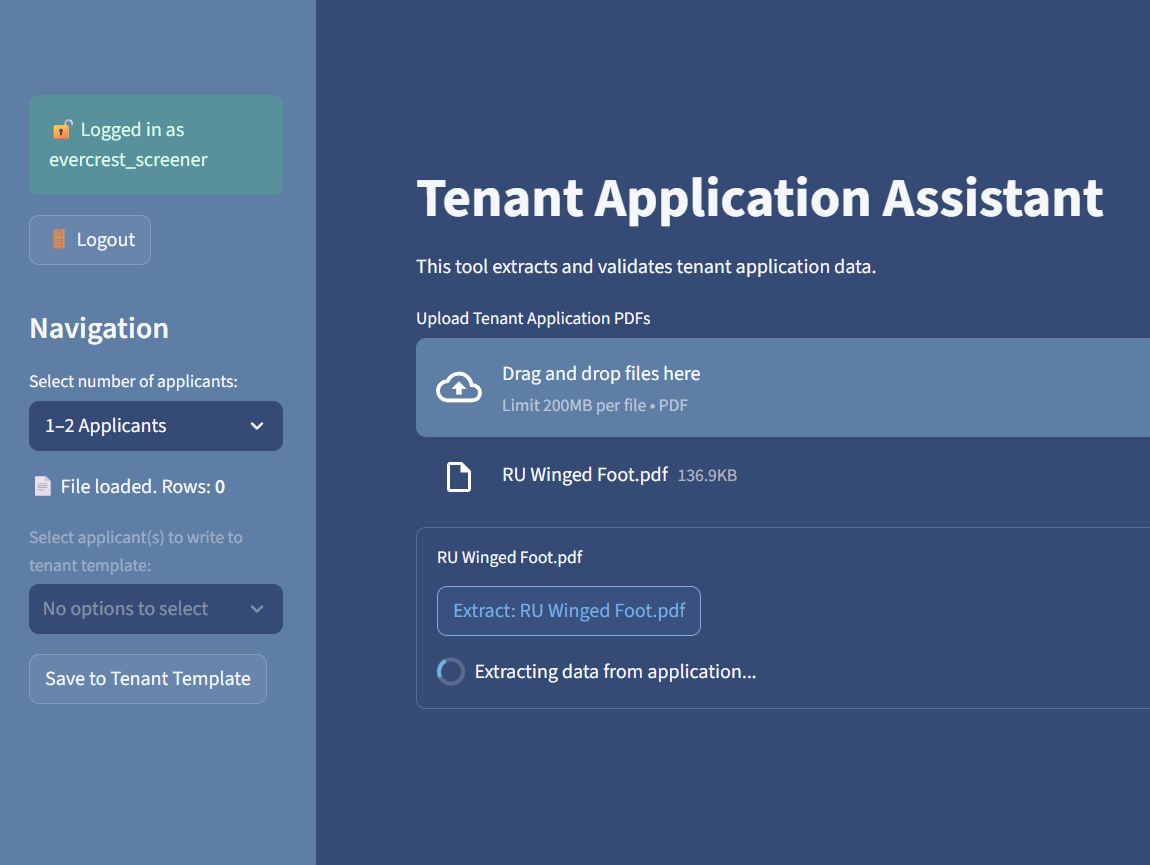 Logged in as
evercrest_screener
Logout
Navigation
Select number of applicants:
1–2 Applicants
File loaded. Rows: 0
Select applicant(s) to write to
tenant template:
No options to select
Save to Tenant Template
Tenant Application Assistant
This tool extracts and validates tenant application data.
Upload Tenant Application PDFs
Drag and drop files here
Limit 200MB per file • PDF
RU Winged Foot.pdf 136.9KB
RU Winged Foot.pdf
Extract: RU Winged Foot.pdf
Extracting data from application...